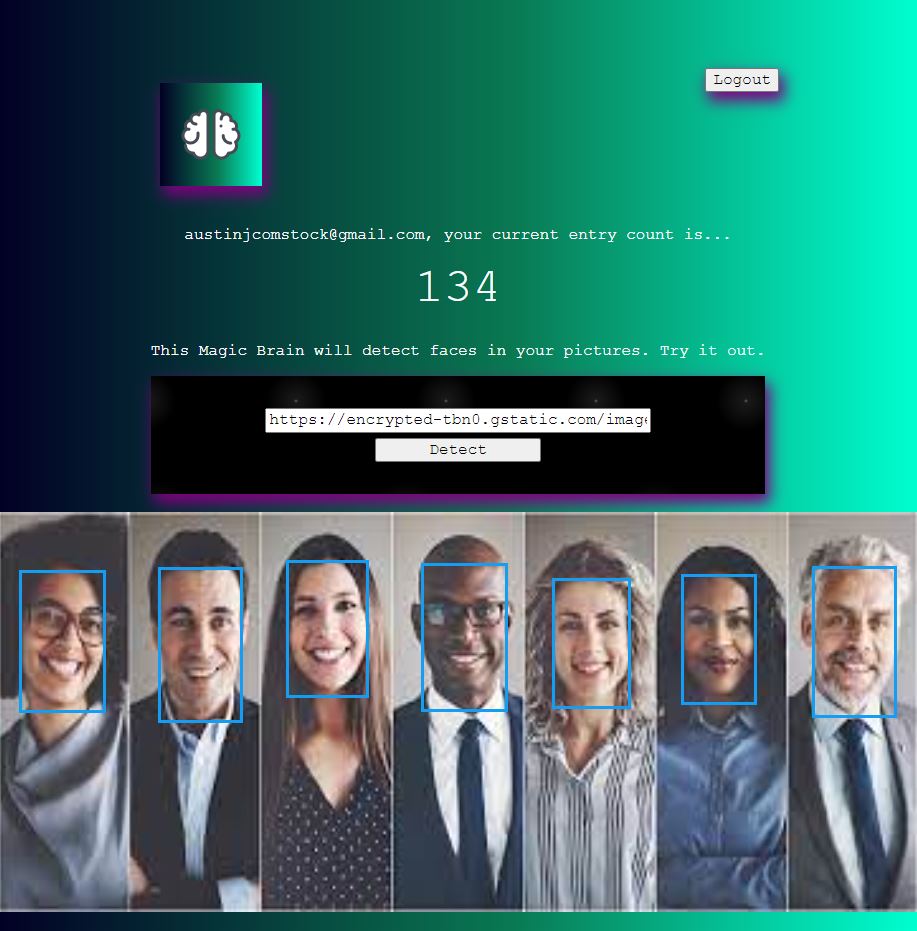 Logout
austinjcomstock@gmail.com, your current entry count is...
134
This Magic Brain will detect faces in your pictures. Try it out.
https://encrypted-tbn0.gstatic.com/imag
Detect